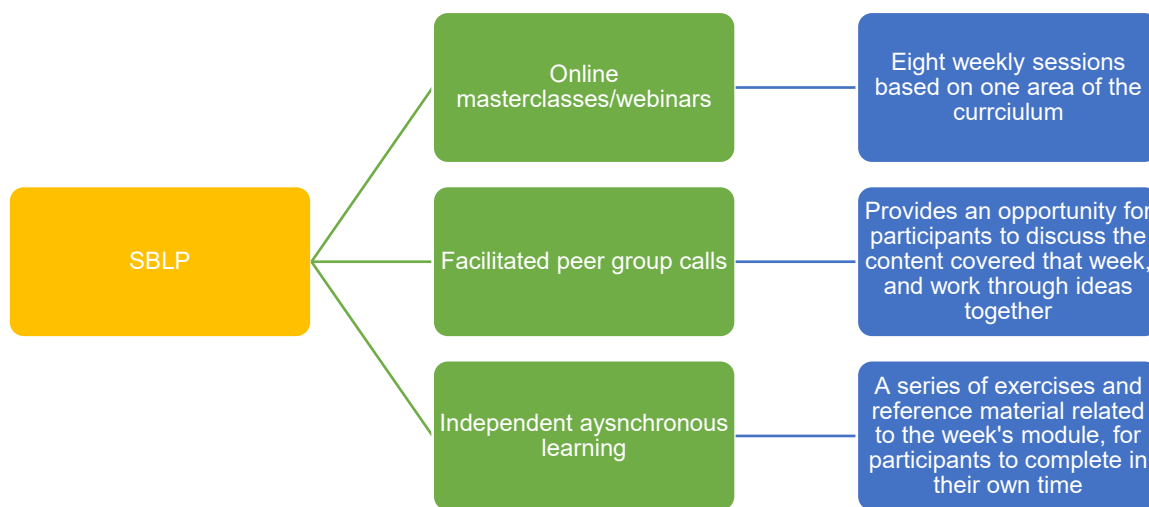 SBLP
Online
masterclasses/webinars
Eight weekly sessions
based on one area of the
currciulum
Facilitated peer group calls
Provides an opportunity for
participants to discuss the
content covered that week,
and work through ideas
together
Independent aysnchronous
learning
A series of exercises and
reference material related
to the week's module, for
participants to complete in
their own time